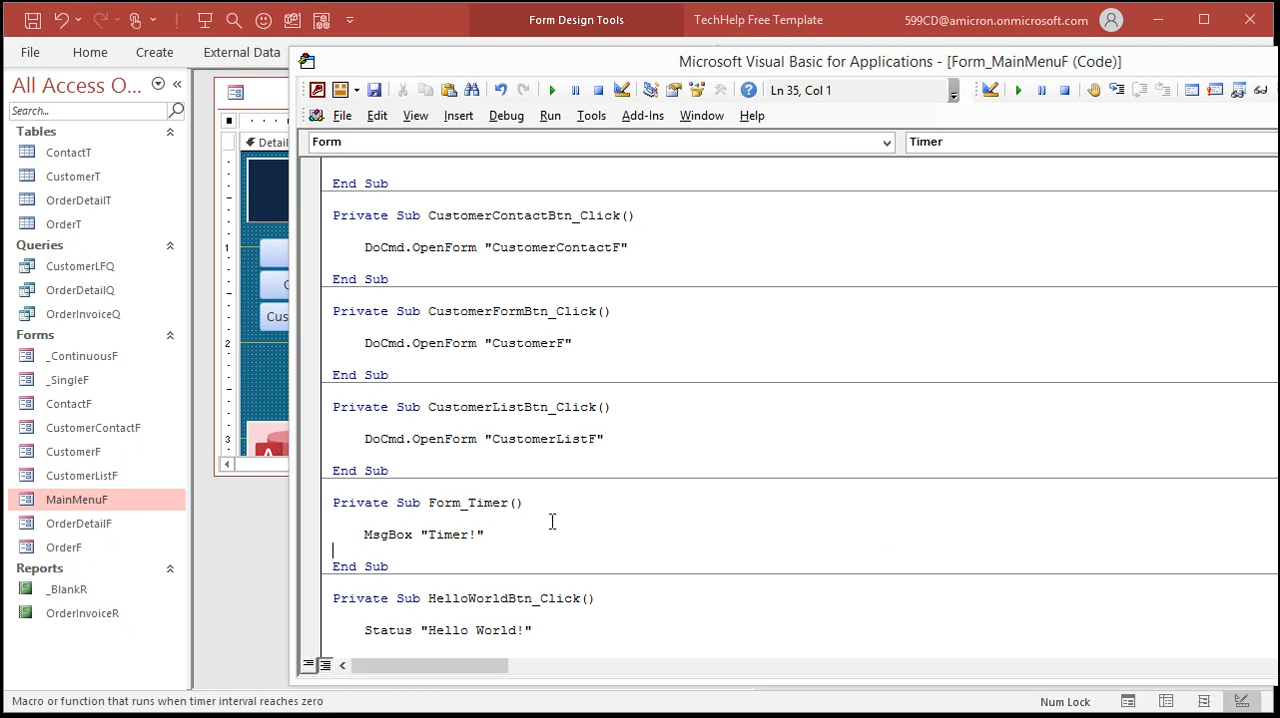 Form Design Tools
TechHelp Free Template
599CD@amicron.onmicrosoft.com
File
Home
Create
External Data
All Access O...
Search...
Tables
ContactT
CustomerT
OrderDetailT
OrderT
Queries
CustomerLFQ
OrderDetailQ
OrderInvoiceQ
Forms
_ContinuousF
_SingleF
ContactF
CustomerContactF
CustomerF
CustomerListF
MainMenuF
OrderDetailF
OrderF
Reports
_BlankR
OrderInvoiceR
Detail
1
Cus
2
3
Microsoft Visual Basic for Applications - [Form_MainMenuF (Code)]
Ln 35, Col 1
File Edit View Insert Debug Run Tools Add-Ins Window Help
Form
Timer
End Sub
Private Sub CustomerContactBtn_Click()
DoCmd.OpenForm "CustomerContactF"
End Sub
Private Sub CustomerFormBtn_Click()
DoCmd.OpenForm "CustomerF"
End Sub
Private Sub CustomerListBtn_Click()
DoCmd.OpenForm "CustomerListF"
End Sub
Private Sub Form_Timer()
MsgBox "Timer!"
End Sub
Private Sub HelloWorldBtn_Click()
Status "Hello World!"
Macro or function that runs when timer interval reaches zero
Num Lock